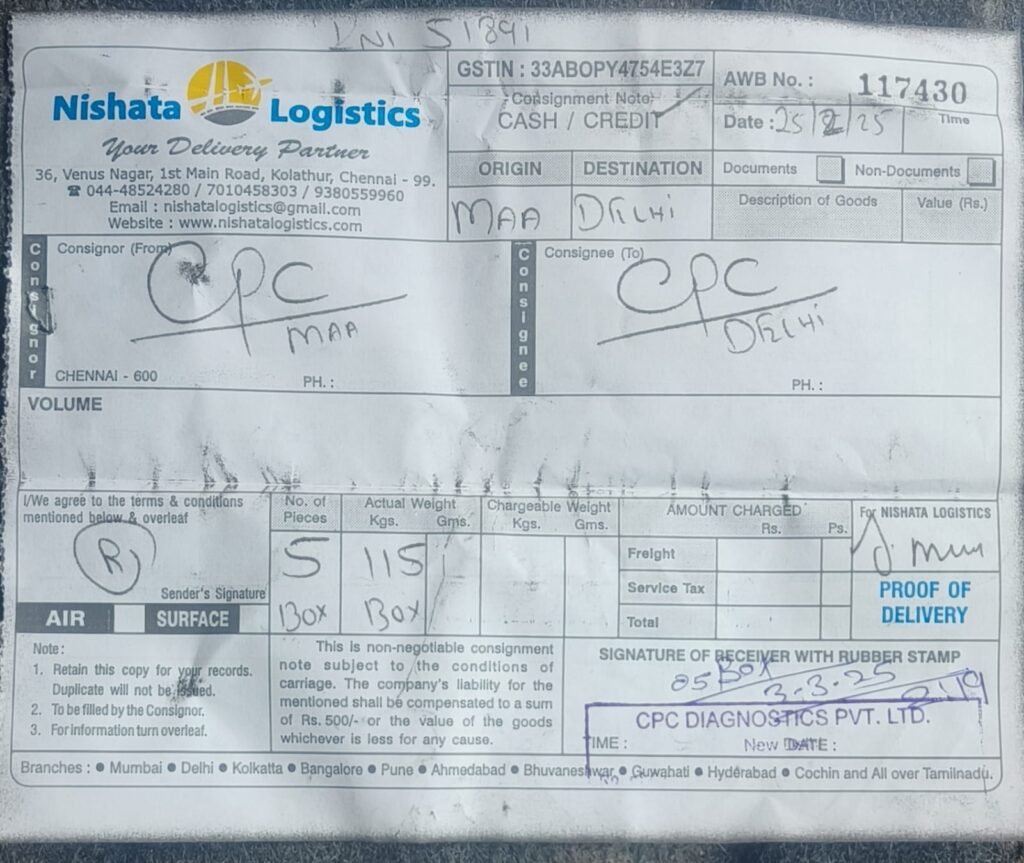 51891
Nishata Logistics
Your Delivery Partner
36, Venus Nagar, 1st Main Road, Kolathur, Chennai - 99.
☎ 044-48524280 / 7010458303 / 9380559960
Email : nishatalogistics@gmail.com
Website : www.nishatalogistics.com
GSTIN : 33ABOPY4754E3Z7
Consignment Note
CASH / CREDIT
AWB No. : 117430
Date : 25/2/25 Time
ORIGIN DESTINATION
MAA DELHI
Documents Non-Documents
Description of Goods Value (Rs.)
Consignor
Consignor (From)
CPC
MAA
CHENNAI - 600 PH. :
Consignee
Consignee (To)
CPC
DELHI
PH. :
VOLUME
I/We agree to the terms & conditions
mentioned below & overleaf
Sender's Signature
AIR SURFACE
No. of Pieces
5
Box
Actual Weight
Kgs. Gms.
115
Box
Chargeable Weight
Kgs. Gms.
AMOUNT CHARGED
Rs. Ps.
Freight
Service Tax
Total
For NISHATA LOGISTICS
PROOF OF
DELIVERY
Note :
1. Retain this copy for your records.
Duplicate will not be issued.
2. To be filled by the Consignor.
3. For information turn overleaf.
This is non-negotiable consignment
note subject to the conditions of
carriage. The company's liability for the
mentioned shall be compensated to a sum
of Rs. 500/- or the value of the goods
whichever is less for any cause.
SIGNATURE OF RECEIVER WITH RUBBER STAMP
05 Box
3-3-25
CPC DIAGNOSTICS PVT. LTD.
TIME : New DATE :
Branches : ● Mumbai ● Delhi ● Kolkatta ● Bangalore ● Pune ● Ahmedabad ● Bhuvaneshwar ● Guwahati ● Hyderabad ● Cochin and All over Tamilnadu.